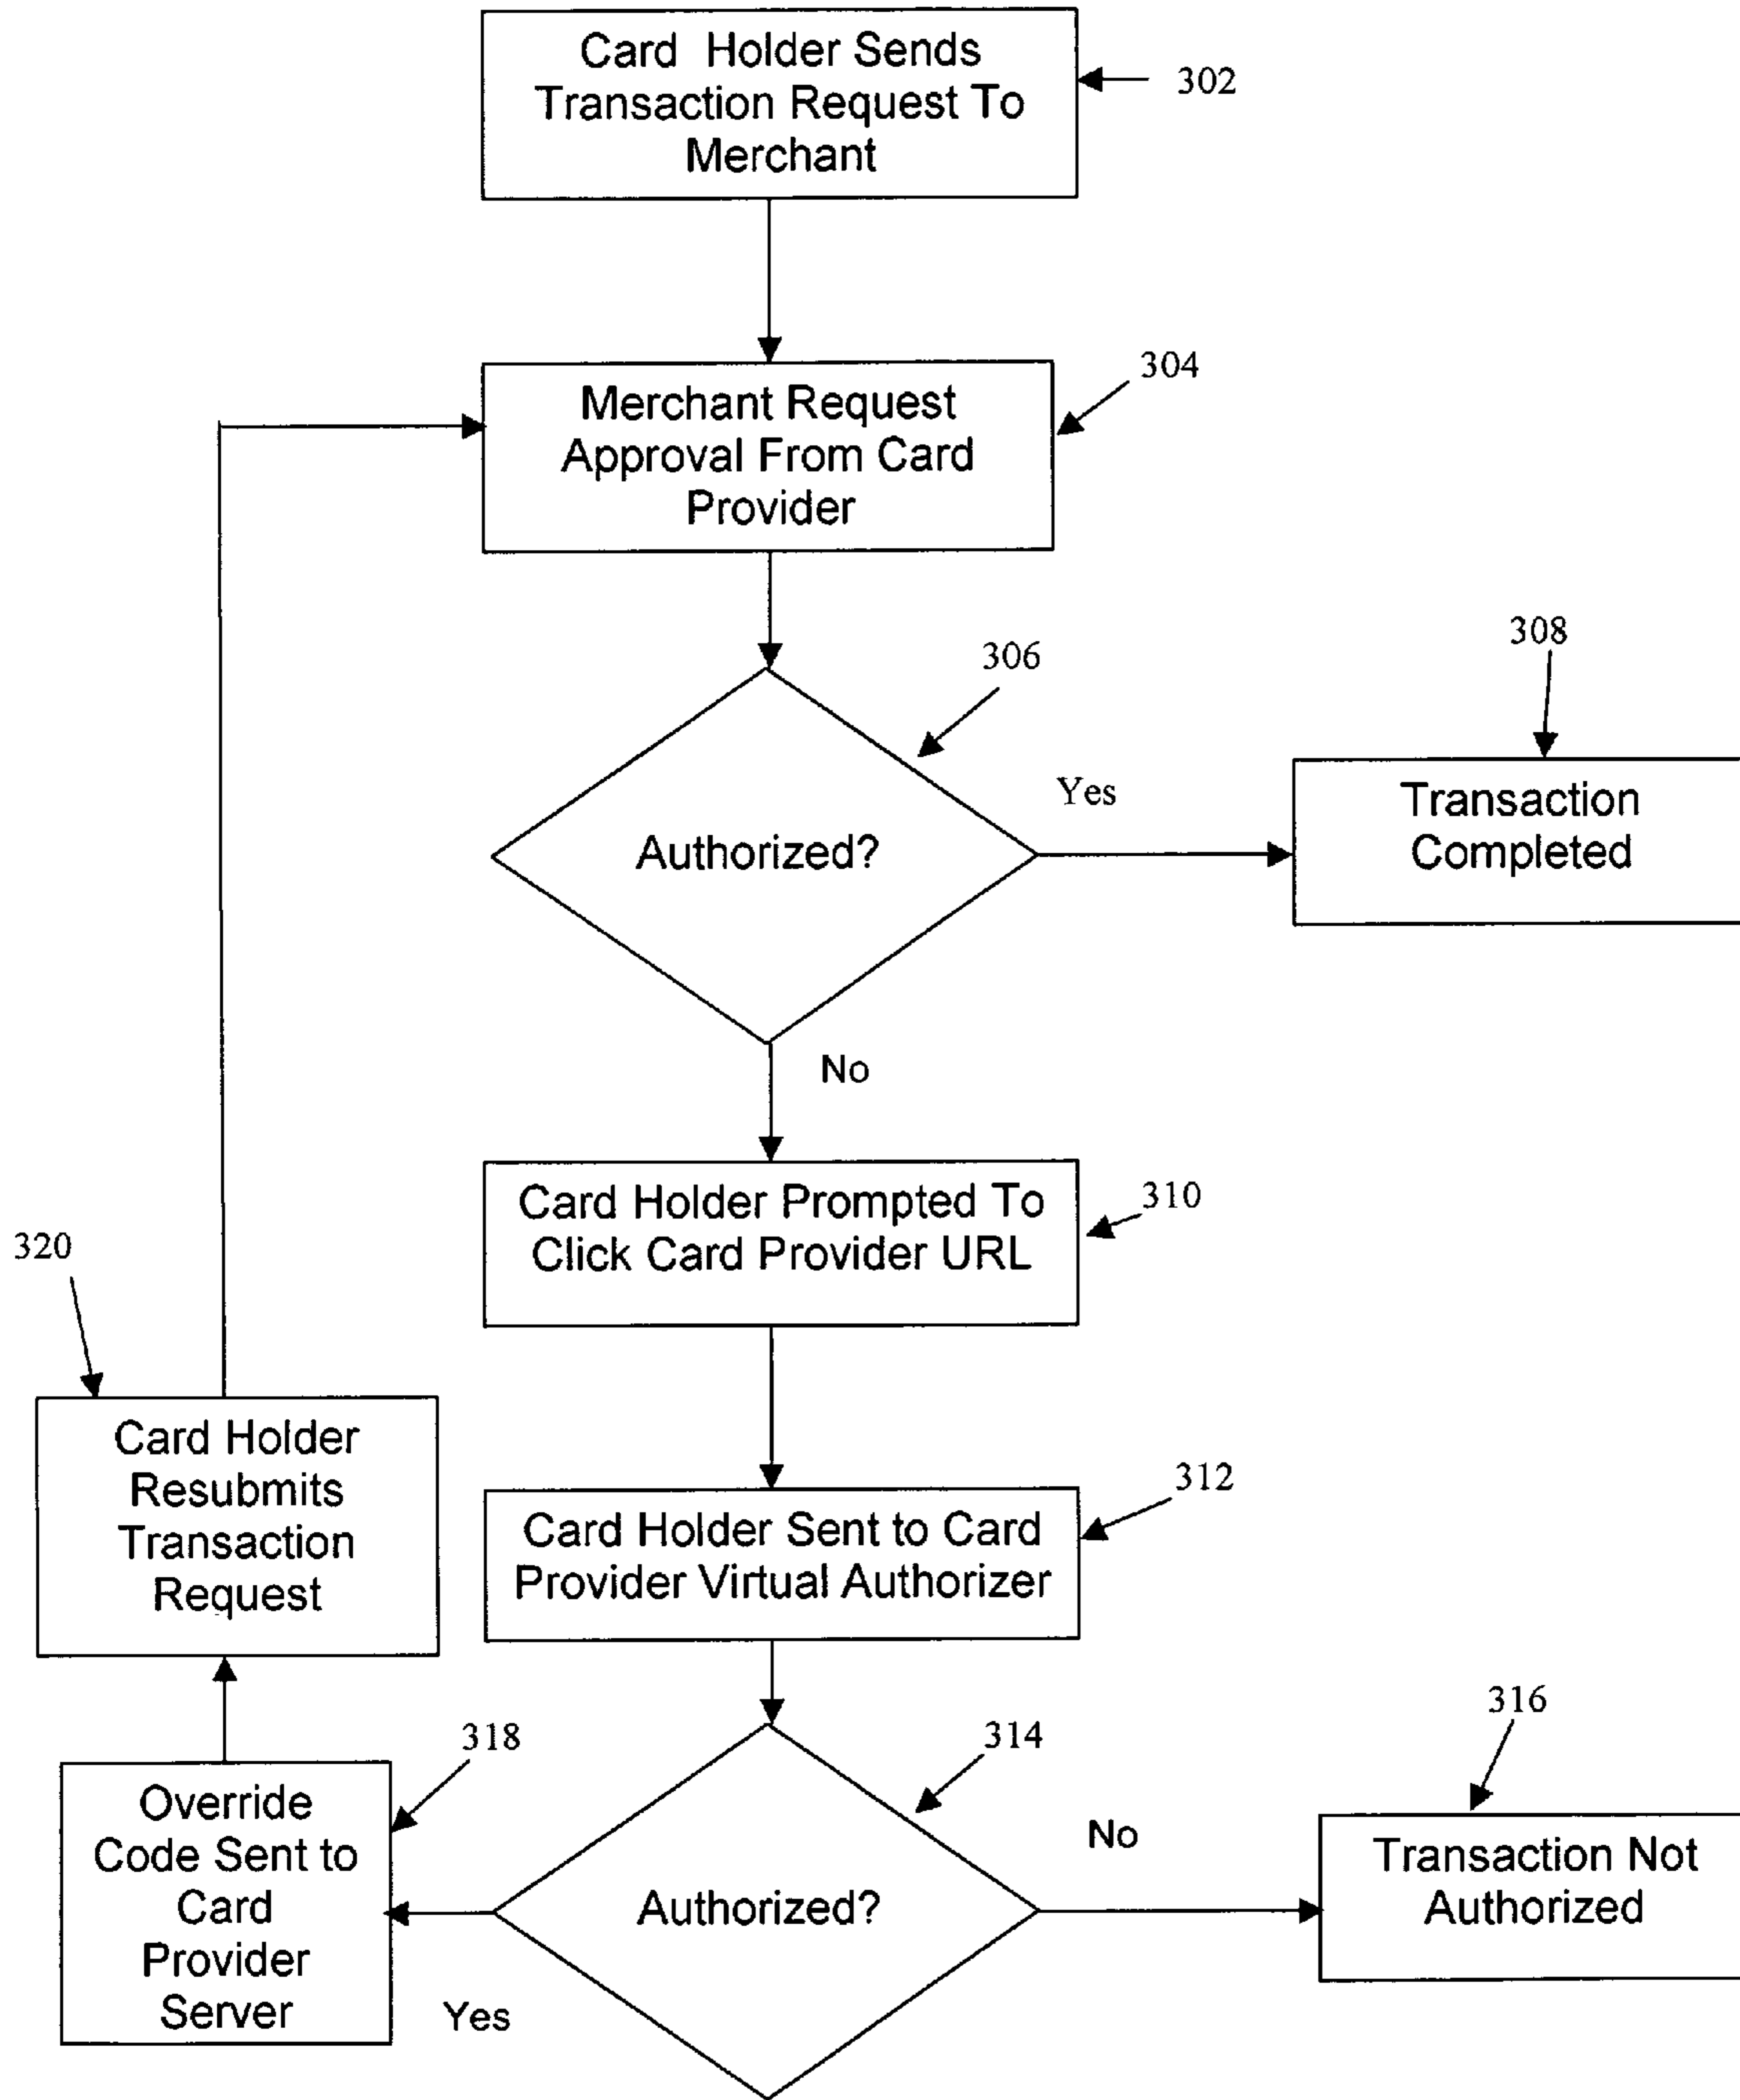 Card Holder Sends
Transaction Request To
Merchant
302
Merchant Request
Approval From Card
Provider
304
306
308
Authorized?
Yes
Transaction
Completed
No
Card Holder Prompted To
Click Card Provider URL
310
320
Card Holder
Resubmits
Transaction
Request
Card Holder Sent to Card
Provider Virtual Authorizer
312
318
314
316
Override
Code Sent to
Card
Provider
Server
Yes
Authorized?
No
Transaction Not
Authorized